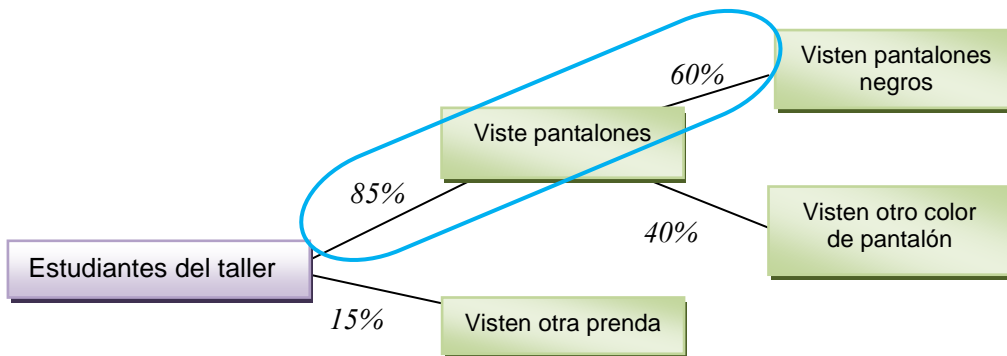 Visten pantalones
negros
60%
Viste pantalones
85%
Visten otro color
de pantalón
40%
Estudiantes del taller
15%
Visten otra prenda